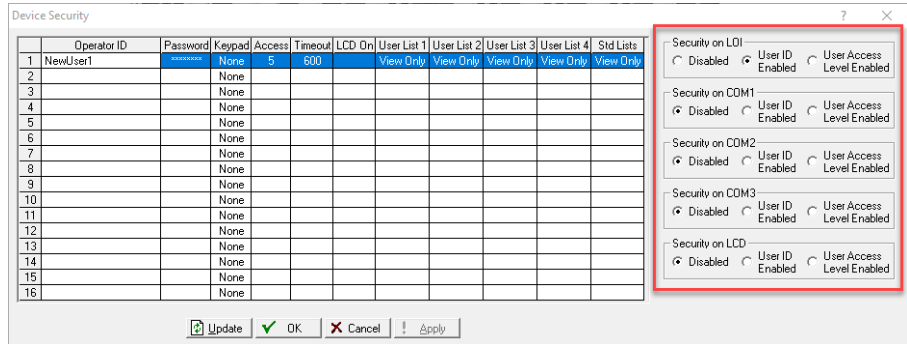 Device Security ? ×
Operator ID Password Keypad Access Timeout LCD On User List 1 User List 2 User List 3 User List 4 Std Lists
1 NewUser1 ******** None 5 600 View Only View Only View Only View Only View Only
2 None
3 None
4 None
5 None
6 None
7 None
8 None
9 None
10 None
11 None
12 None
13 None
14 None
15 None
16 None
Security on LOI
Disabled User ID Enabled User Access Level Enabled
Security on COM1
Disabled User ID Enabled User Access Level Enabled
Security on COM2
Disabled User ID Enabled User Access Level Enabled
Security on COM3
Disabled User ID Enabled User Access Level Enabled
Security on LCD
Disabled User ID Enabled User Access Level Enabled
Update OK Cancel ! Apply